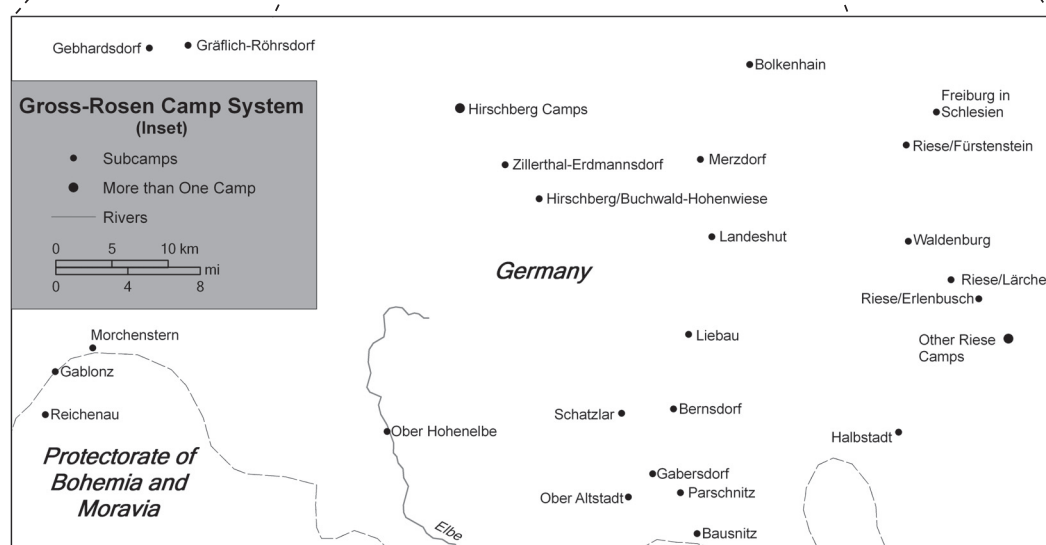 Gebhardsdorf
Gräflich-Röhrsdorf
Bolkenhain
Gross-Rosen Camp System
(Inset)
Subcamps
More than One Camp
Rivers
0 5 10 km
mi
0 4 8
Hirschberg Camps
Freiburg in
Schlesien
Riese/Fürstenstein
Zillerthal-Erdmannsdorf
Merzdorf
Hirschberg/Buchwald-Hohenwiese
Landeshut
Waldenburg
Germany
Riese/Lärche
Riese/Erlenbusch
Morchenstern
Liebau
Other Riese
Camps
Gablonz
Reichenau
Schatzlar
Bernsdorf
Ober Hohenelbe
Halbstadt
Protectorate of
Bohemia and
Moravia
Gabersdorf
Ober Altstadt
Parschnitz
Elbe
Bausnitz